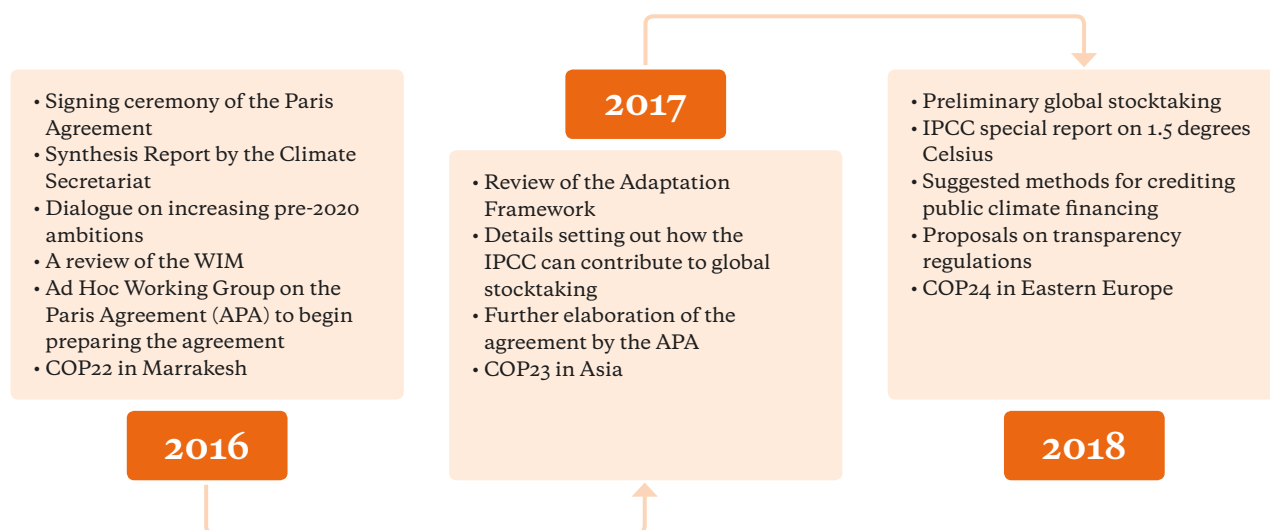 • Signing ceremony of the Paris
Agreement
• Synthesis Report by the Climate
Secretariat
• Dialogue on increasing pre-2020
ambitions
• A review of the WIM
• Ad Hoc Working Group on the
Paris Agreement (APA) to begin
preparing the agreement
• COP22 in Marrakesh
2016
2017
• Review of the Adaptation
Framework
• Details setting out how the
IPCC can contribute to global
stocktaking
• Further elaboration of the
agreement by the APA
• COP23 in Asia
• Preliminary global stocktaking
• IPCC special report on 1.5 degrees
Celsius
• Suggested methods for crediting
public climate financing
• Proposals on transparency
regulations
• COP24 in Eastern Europe
2018